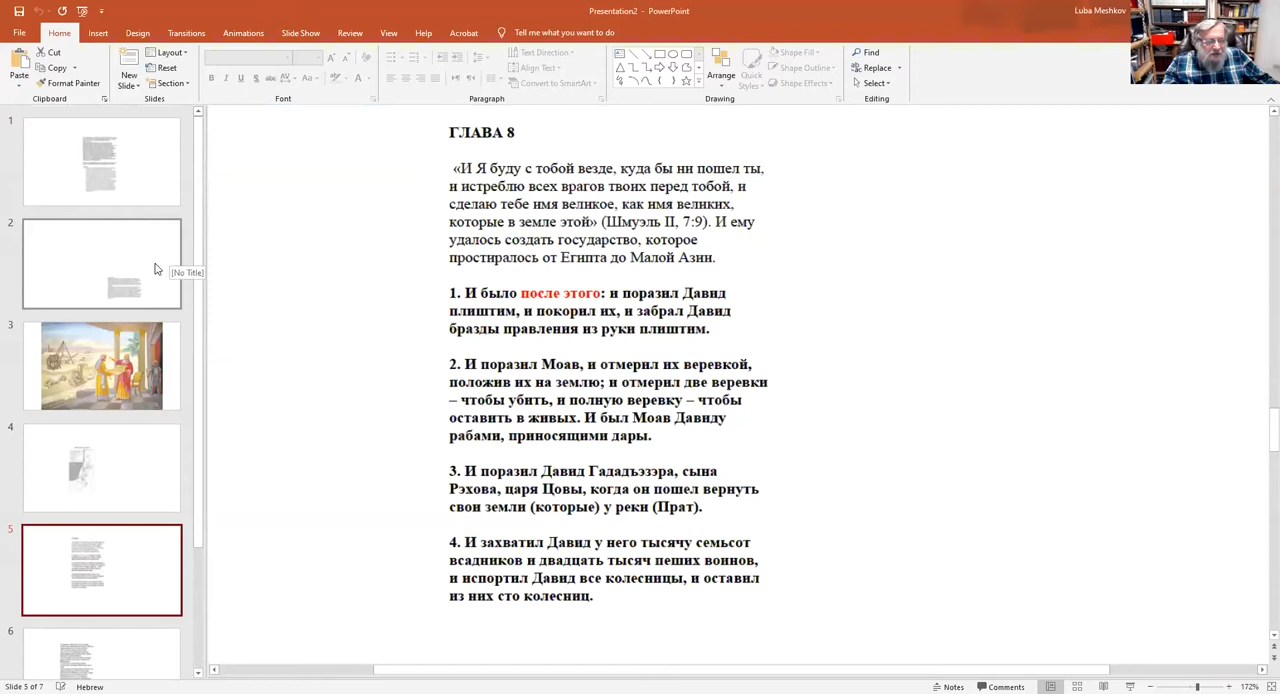 Presentation2 - PowerPoint
Luba Meshkov
File Home Insert Design Transitions Animations Slide Show Review View Help Acrobat Tell me what you want to do
Paste
Cut
Copy
Format Painter
Clipboard
New
Slide
Layout
Reset
Section
Slides
Font
Text Direction
Align Text
Convert to SmartArt
Paragraph
Arrange
Quick
Styles
Shape Fill
Shape Outline
Shape Effects
Drawing
Find
Replace
Select
Editing
1
2
[No Title]
3
4
5
6
ГЛАВА 8
«И Я буду с тобой везде, куда бы ни пошел ты,
и истреблю всех врагов твоих перед тобой, и
сделаю тебе имя великое, как имя великих,
которые в земле этой» (Шмуэль II, 7:9). И ему
удалось создать государство, которое
простиралось от Египта до Малой Азии.
1. И было после этого: и поразил Давид
плиштим, и покорил их, и забрал Давид
бразды правления из руки плиштим.
2. И поразил Моав, и отмерил их веревкой,
положив их на землю; и отмерил две веревки
– чтобы убить, и полную веревку – чтобы
оставить в живых. И был Моав Давиду
рабами, приносящими дары.
3. И поразил Давид Гададъэзэра, сына
Рэхова, царя Цовы, когда он пошел вернуть
свои земли (которые) у реки (Прат).
4. И захватил Давид у него тысячу семьсот
всадников и двадцать тысяч пеших воинов,
и испортил Давид все колесницы, и оставил
из них сто колесниц.
Slide 5 of 7
Hebrew
Notes
Comments
172%